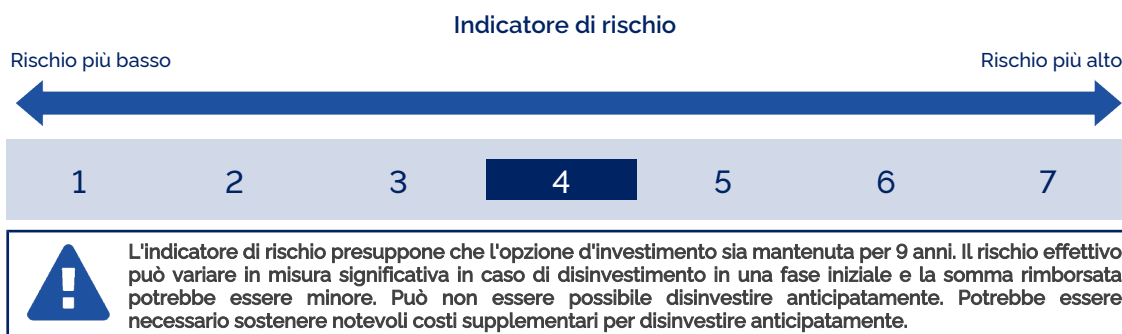 Indicatore di rischio
Rischio più basso
Rischio più alto
1 2 3 4 5 6 7
L'indicatore di rischio presuppone che l'opzione d'investimento sia mantenuta per 9 anni. Il rischio effettivo
può variare in misura significativa in caso di disinvestimento in una fase iniziale e la somma rimborsata
potrebbe essere minore. Può non essere possibile disinvestire anticipatamente. Potrebbe essere
necessario sostenere notevoli costi supplementari per disinvestire anticipatamente.